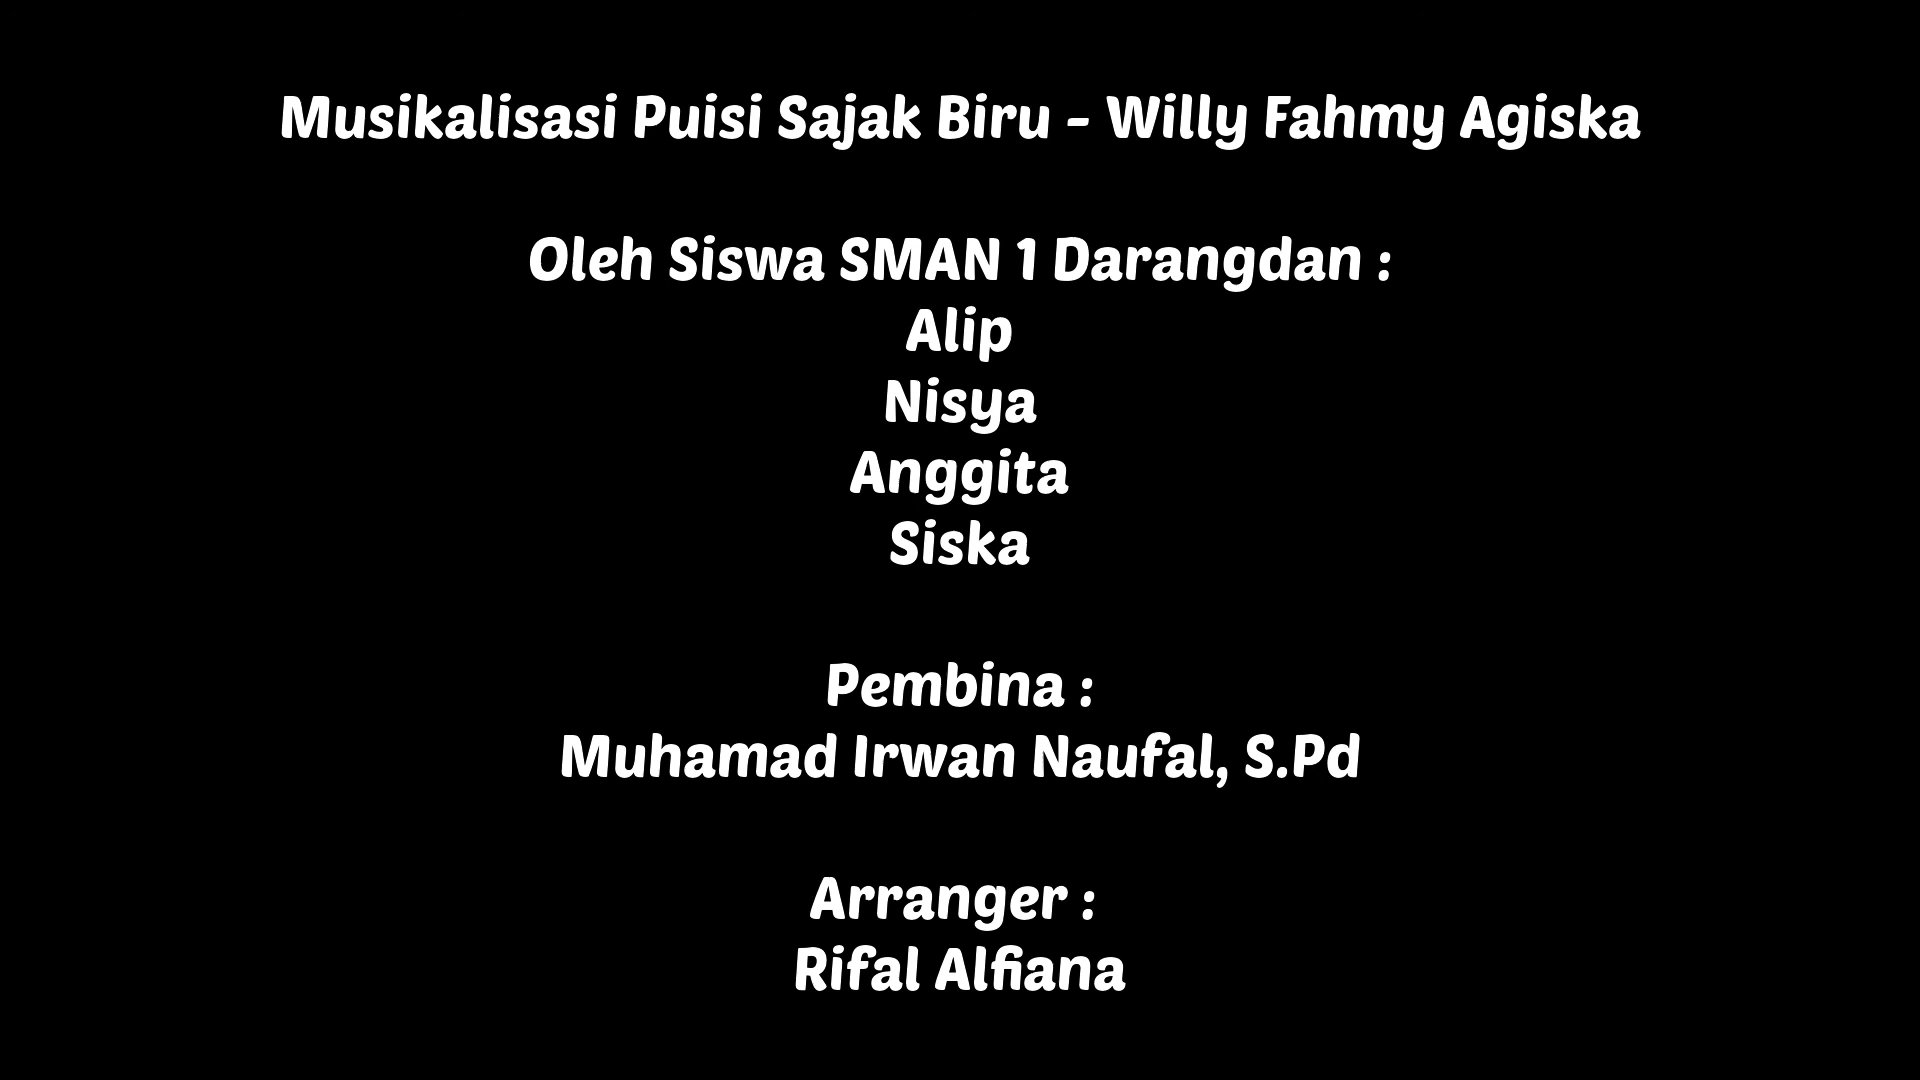 Musikalisasi Puisi Sajak Biru - Willy Fahmy Agiska
Oleh Siswa SMAN 1 Darangdan :
Alip
Nisya
Anggita
Siska
Pembina :
Muhamad Irwan Naufal, S.Pd
Arranger :
Rifal Alfiana